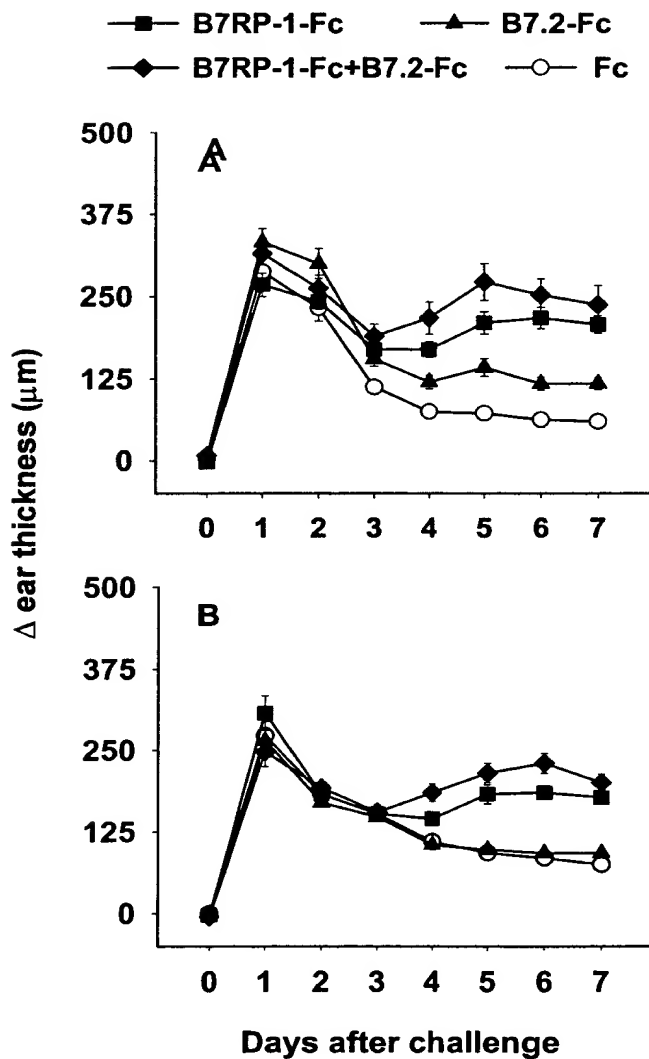 B7RP-1-Fc B7.2-Fc
B7RP-1-Fc+B7.2-Fc Fc
Δ ear thickness (μm)
500
375
250
125
0
A
A
0 1 2 3 4 5 6 7
500
375
250
125
0
B
0 1 2 3 4 5 6 7
Days after challenge